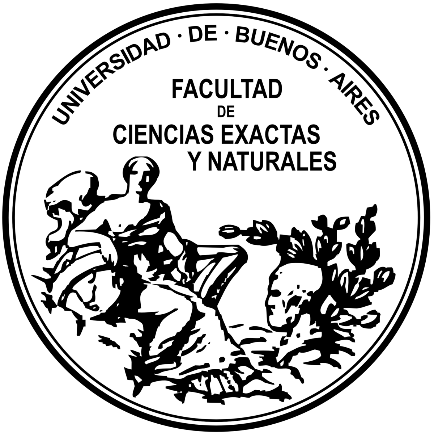 UNIVERSIDAD · DE · BUENOS · AIRES
FACULTAD
DE
CIENCIAS EXACTAS
Y NATURALES